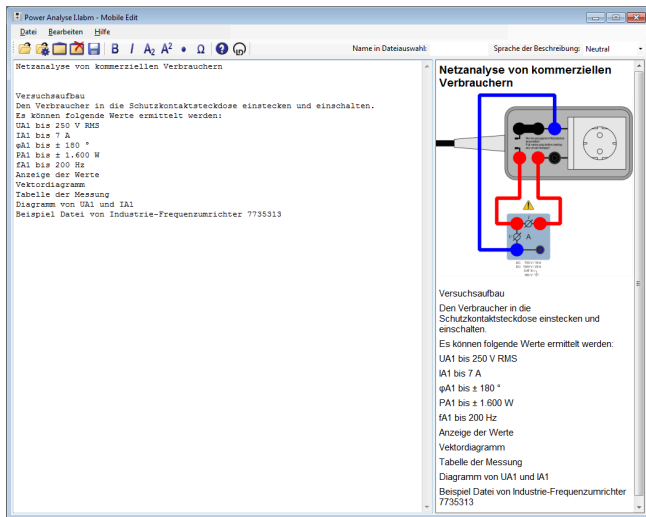 Power Analyse I.labm - Mobile Edit
Datei Bearbeiten Hilfe
B I A2 A2 Ω ?
Name in Dateiauswahl:
Sprache der Beschreibung: Neutral
Netzanalyse von kommerziellen Verbrauchern
Versuchsaufbau
Den Verbraucher in die Schutzkontaktsteckdose einstecken und einschalten.
Es können folgende Werte ermittelt werden:
UA1 bis 250 V RMS
IA1 bis 7 A
φA1 bis ± 180 °
PA1 bis ± 1.600 W
fA1 bis 200 Hz
Anzeige der Werte
Vektordiagramm
Tabelle der Messung
Diagramm von UA1 und IA1
Beispiel Datei von Industrie-Frequenzumrichter 7735313
Netzanalyse von kommerziellen
Verbrauchern
A
Versuchsaufbau
Den Verbraucher in die
Schutzkontaktsteckdose einstecken und
einschalten.
Es können folgende Werte ermittelt werden:
UA1 bis 250 V RMS
IA1 bis 7 A
φA1 bis ± 180 °
PA1 bis ± 1.600 W
fA1 bis 200 Hz
Anzeige der Werte
Vektordiagramm
Tabelle der Messung
Diagramm von UA1 und IA1
Beispiel Datei von Industrie-Frequenzumrichter
7735313